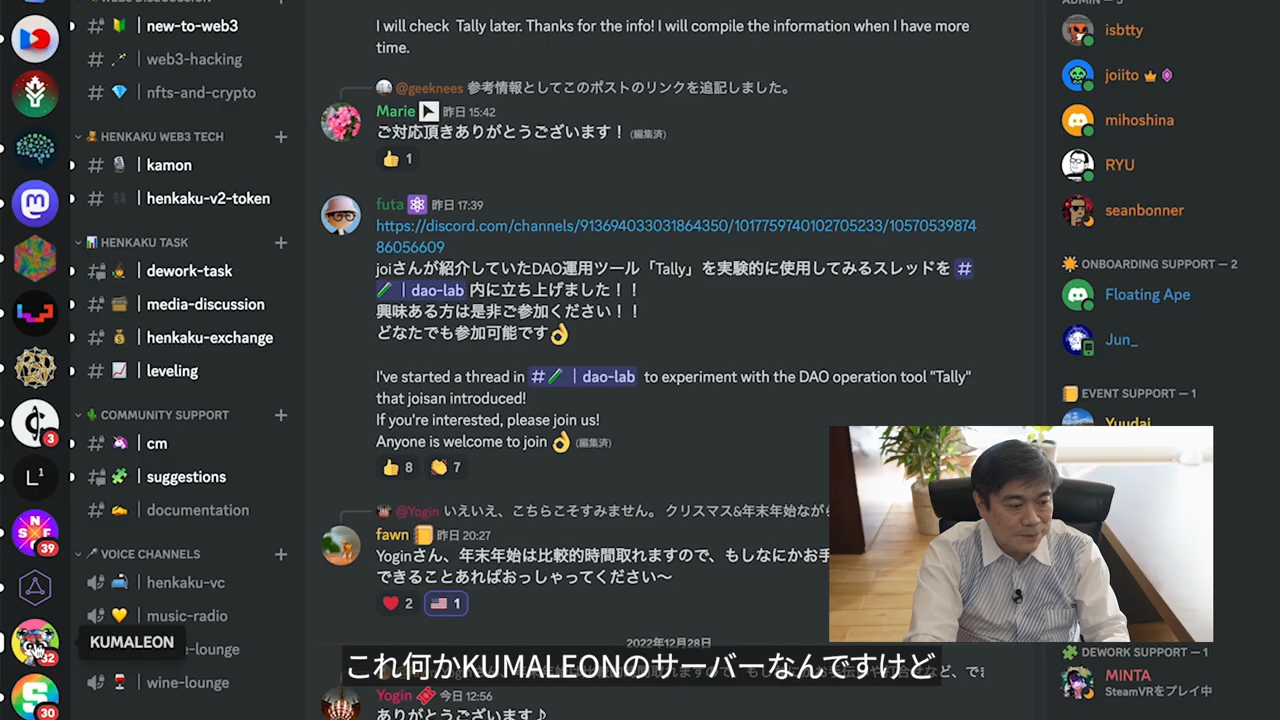 new-to-web3
web3-hacking
nfts-and-crypto
HENKAKU WEB3 TECH
kamon
henkaku-v2-token
HENKAKU TASK
dework-task
media-discussion
henkaku-exchange
leveling
COMMUNITY SUPPORT
cm
suggestions
documentation
VOICE CHANNELS
henkaku-vc
music-radio
-lounge
wine-lounge
3
L1
NSFC
39
32
30
KUMALEON
I will check Tally later. Thanks for the info! I will compile the information when I have more
time.
@geeknees 参考情報としてこのポストのリンクを追記しました。
Marie 昨日 15:42
ご対応頂きありがとうございます！ (編集済)
👍 1
futa 昨日 17:39
https://discord.com/channels/913694033031864350/1017759740102705233/10570539874
86056609
joiさんが紹介していたDAO運用ツール「Tally」を実験的に使用してみるスレッドを #
| dao-lab 内に立ち上げました！！
興味ある方は是非ご参加ください！！
どなたでも参加可能です👌
I've started a thread in # | dao-lab to experiment with the DAO operation tool "Tally"
that joisan introduced!
If you're interested, please join us!
Anyone is welcome to join 👌 (編集済)
👍 8 👏 7
@Yogin いえいえ、こちらこそすみません。 クリスマス&年末年始なが
fawn 昨日 20:27
Yoginさん、年末年始は比較的時間取れますので、もしなにかお手
できることあればおっしゃってください〜
❤️ 2 🇺🇸 1
2022年12月28日
Yogin 今日 12:56
ありがとうございます♪
これ何かKUMALEONのサーバーなんですけど
isbtty
joiito
mihoshina
RYU
seanbonner
ONBOARDING SUPPORT — 2
Floating Ape
Jun_
EVENT SUPPORT — 1
Yuudai
DEWORK SUPPORT — 1
MINTA
SteamVRをプレイ中